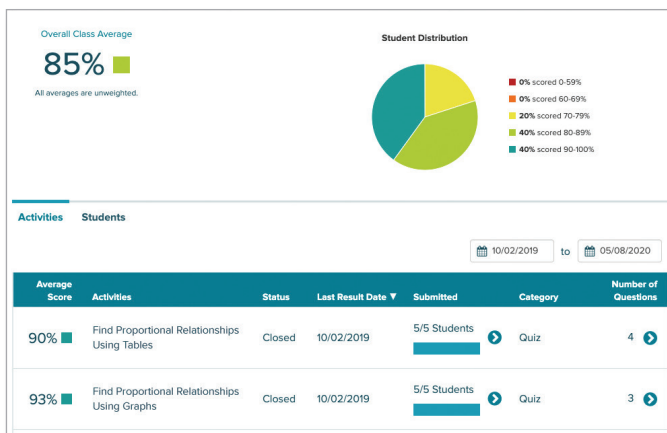 Overall Class Average
85%
All averages are unweighted.
Student Distribution
0% scored 0-59%
0% scored 60-69%
20% scored 70-79%
40% scored 80-89%
40% scored 90-100%
Activities Students
10/02/2019 to 05/08/2020
Average Score Activities Status Last Result Date ▼ Submitted Category Number of Questions
90% Find Proportional Relationships Using Tables Closed 10/02/2019 5/5 Students Quiz 4
93% Find Proportional Relationships Using Graphs Closed 10/02/2019 5/5 Students Quiz 3